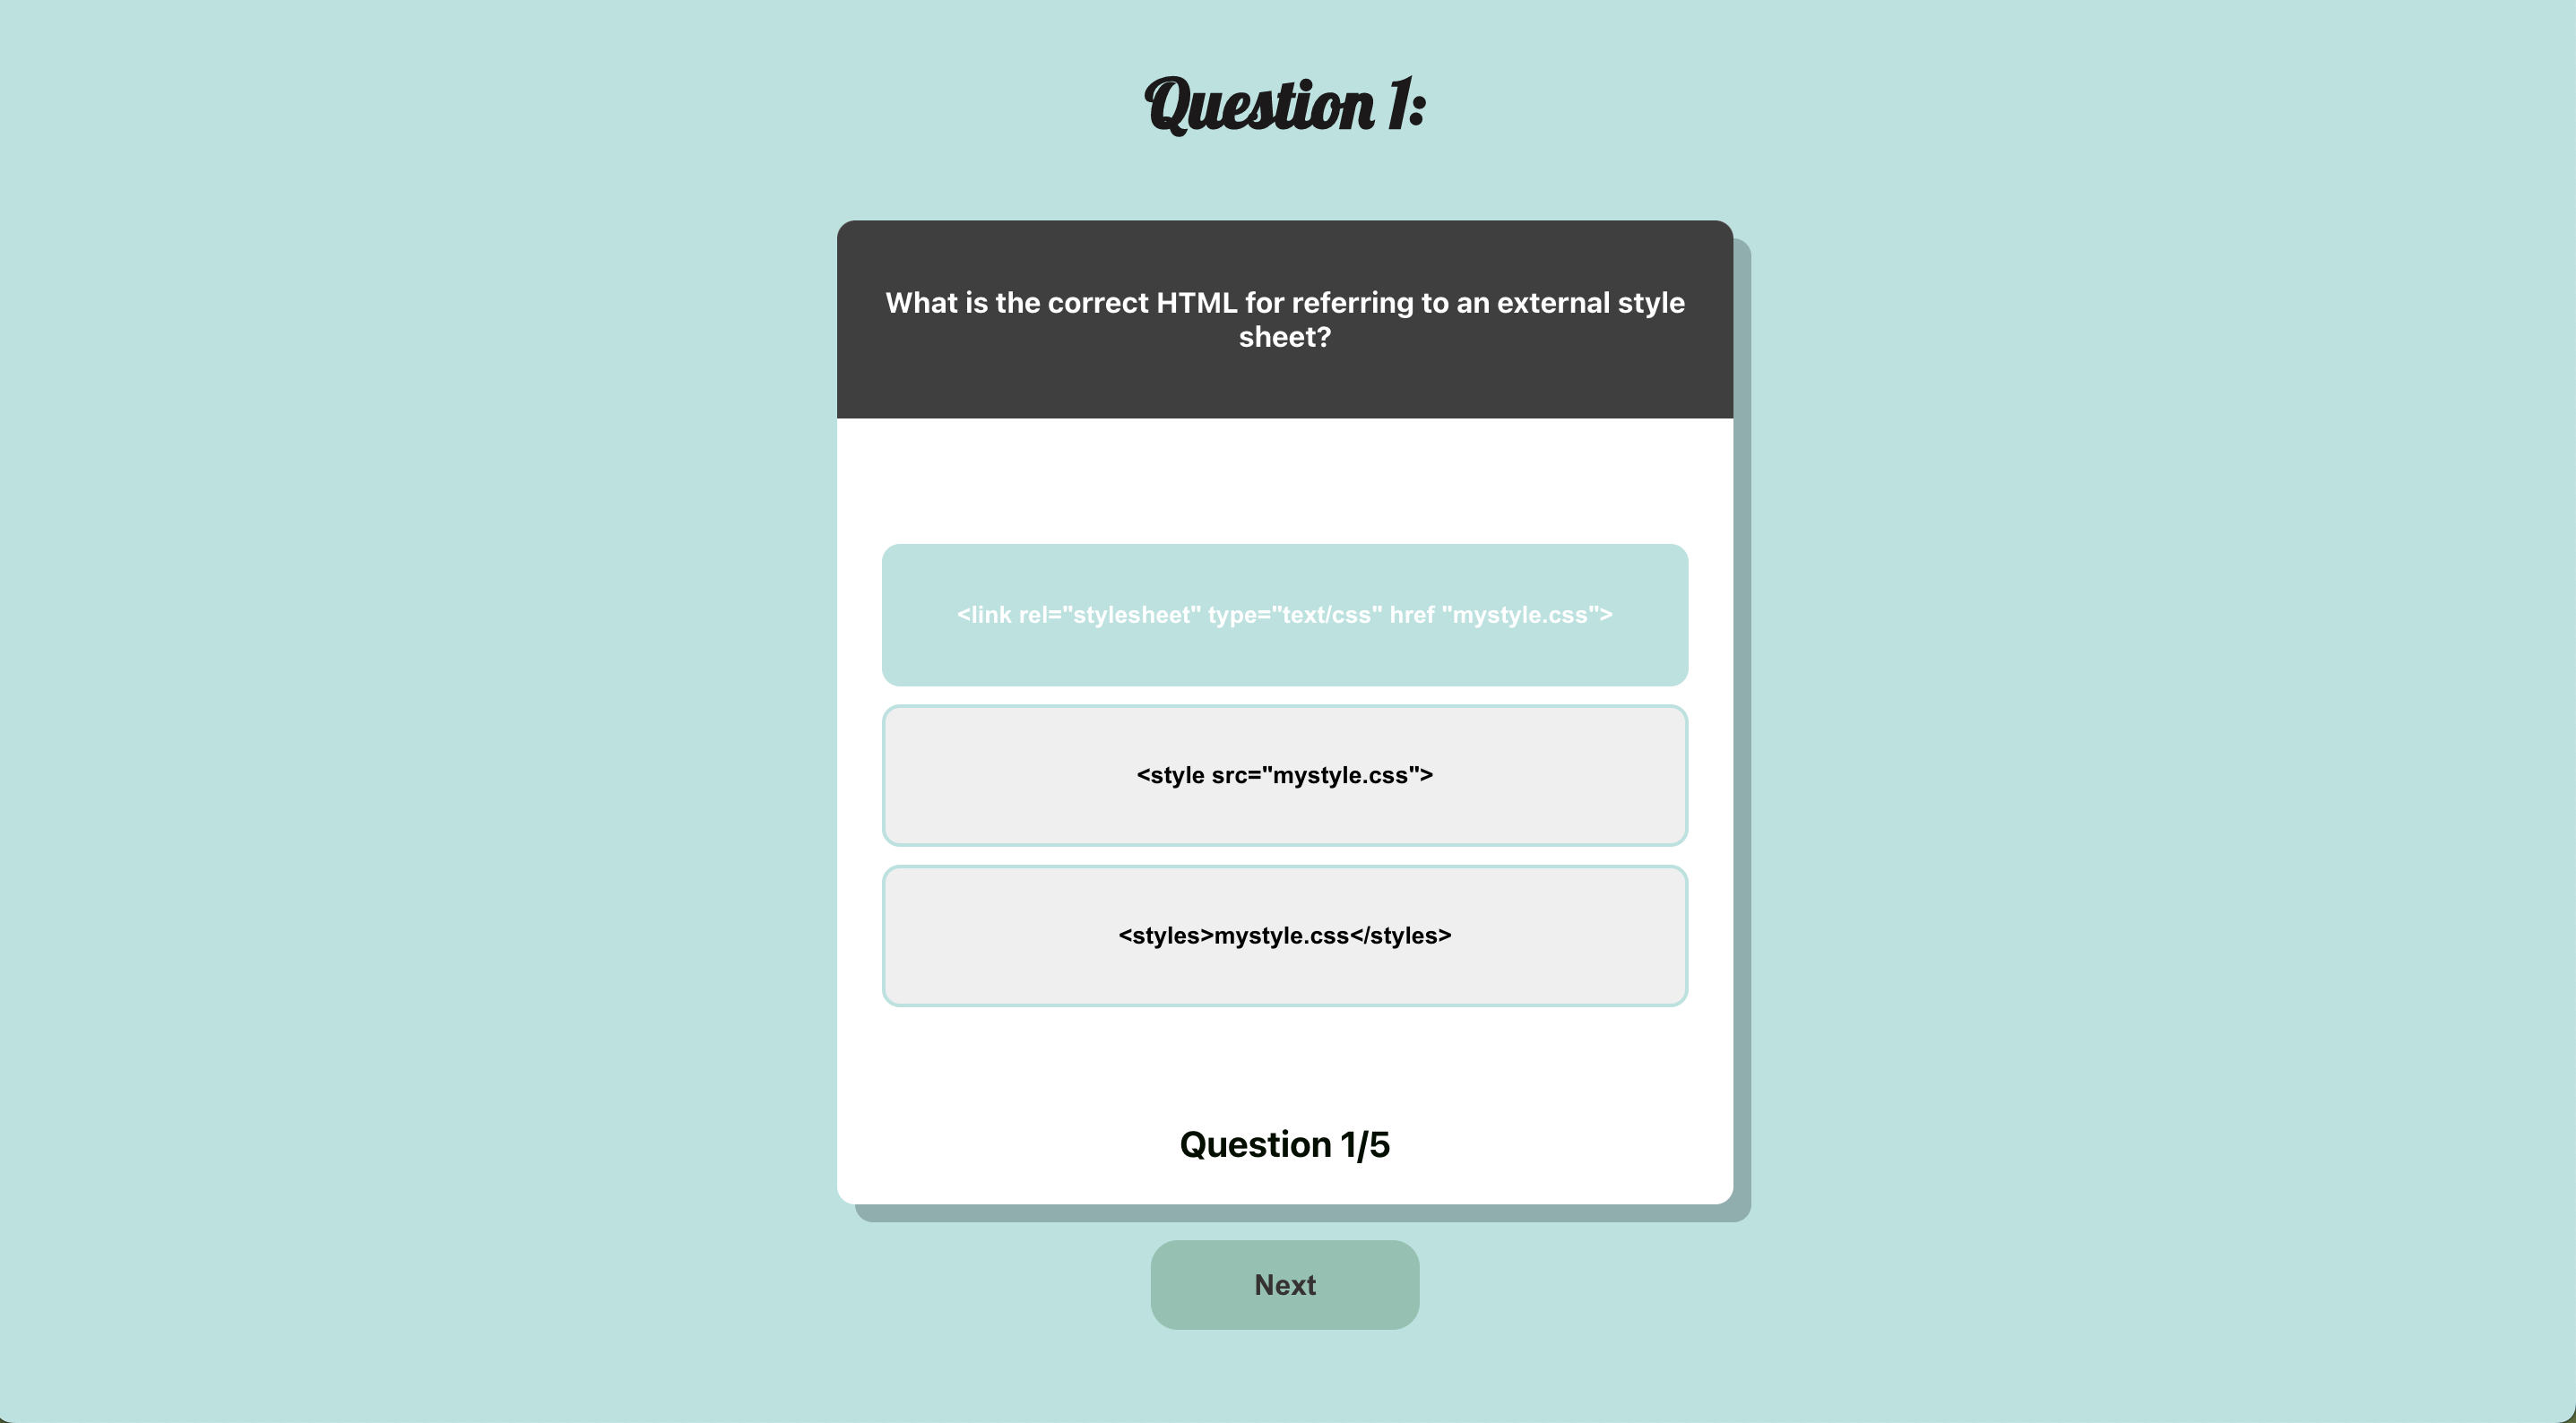 Question 1:
What is the correct HTML for referring to an external style
sheet?
<link rel="stylesheet" type="text/css" href "mystyle.css">
<style src="mystyle.css">
<styles>mystyle.css</styles>
Question 1/5
Next